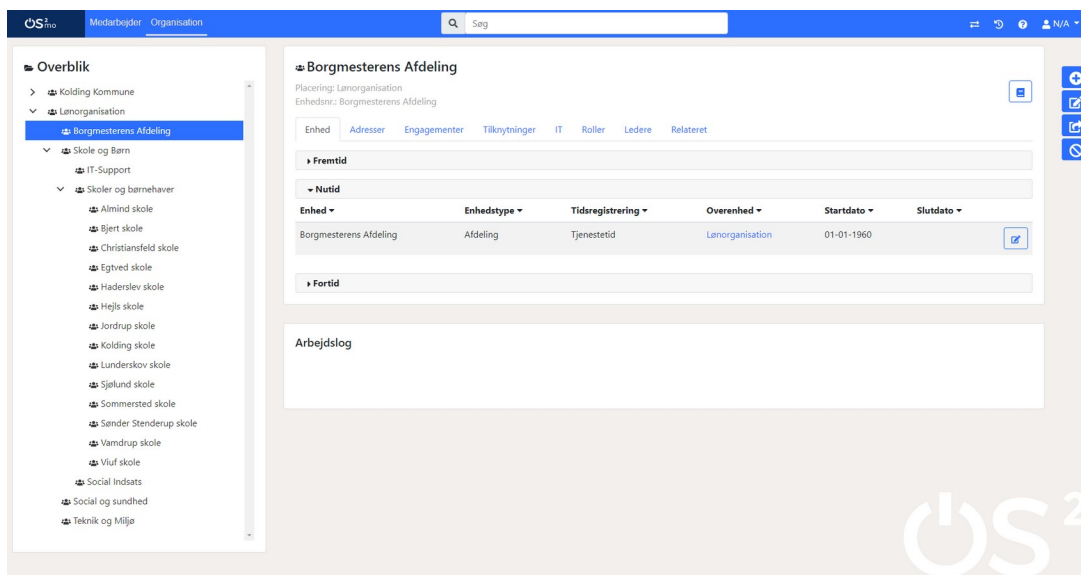 OS²mo
Medarbejder Organisation
Søg
N/A
Overblik
Kolding Kommune
Lønorganisation
Borgmesterens Afdeling
Skole og Børn
IT-Support
Skoler og børnehaver
Almind skole
Bjert skole
Christiansfeld skole
Egtved skole
Haderslev skole
Hejls skole
Jordrup skole
Kolding skole
Lunderskov skole
Sjølund skole
Sommersted skole
Sønder Stenderup skole
Vamdrup skole
Viuf skole
Social Indsats
Social og sundhed
Teknik og Miljø
Borgmesterens Afdeling
Placering: Lønorganisation
Enhedsnr.: Borgmesterens Afdeling
Enhed Adresser Engagementer Tilknytninger IT Roller Ledere Relateret
Fremtid
Nutid
Enhed Enhedstype Tidsregistrering Overenhed Startdato Slutdato
Borgmesterens Afdeling Afdeling Tjenestetid Lønorganisation 01-01-1960
Fortid
Arbejdslog
OS²